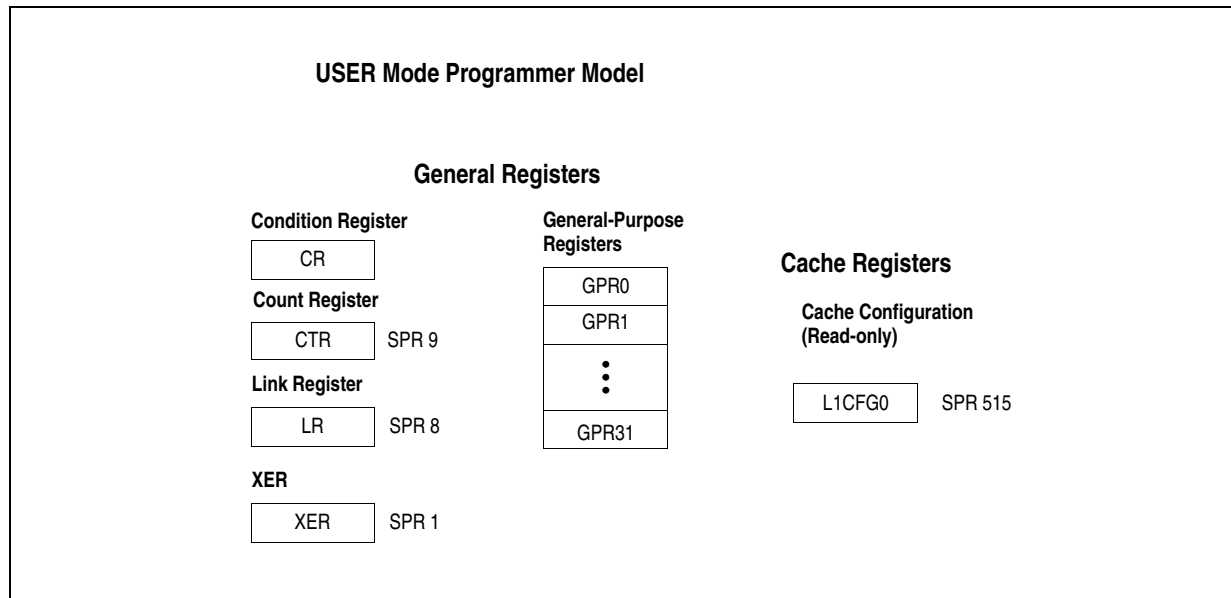 USER Mode Programmer Model
General Registers
Condition Register
CR
Count Register
CTR SPR 9
Link Register
LR SPR 8
XER
XER SPR 1
General-Purpose
Registers
GPR0
GPR1
GPR31
Cache Registers
Cache Configuration
(Read-only)
L1CFG0 SPR 515